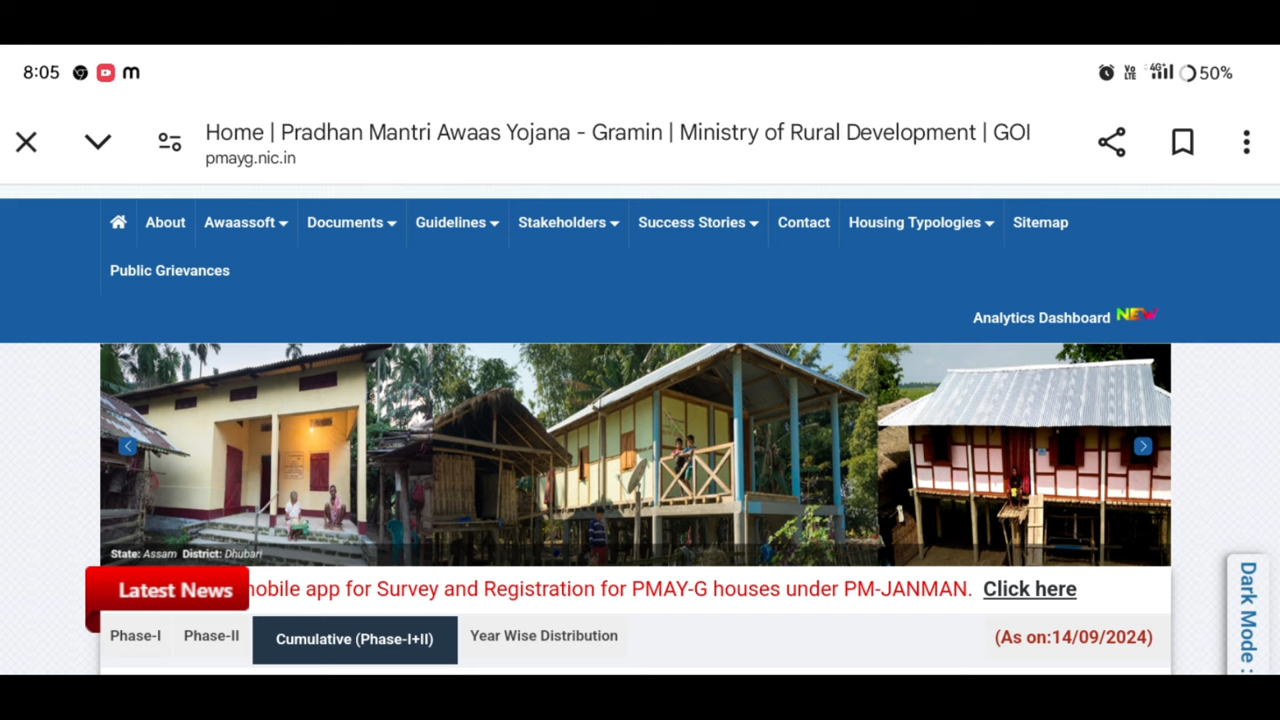 8:05 m Vo LTE 4G+ 50%
Home | Pradhan Mantri Awaas Yojana - Gramin | Ministry of Rural Development | GOI
pmayg.nic.in
About Awaassoft Documents Guidelines Stakeholders Success Stories Contact Housing Typologies Sitemap
Public Grievances
Analytics Dashboard NEW
State: Assam District: Dhubari
Latest News mobile app for Survey and Registration for PMAY-G houses under PM-JANMAN. Click here
Phase-I Phase-II Cumulative (Phase-I+II) Year Wise Distribution (As on:14/09/2024)
Dark Mode :